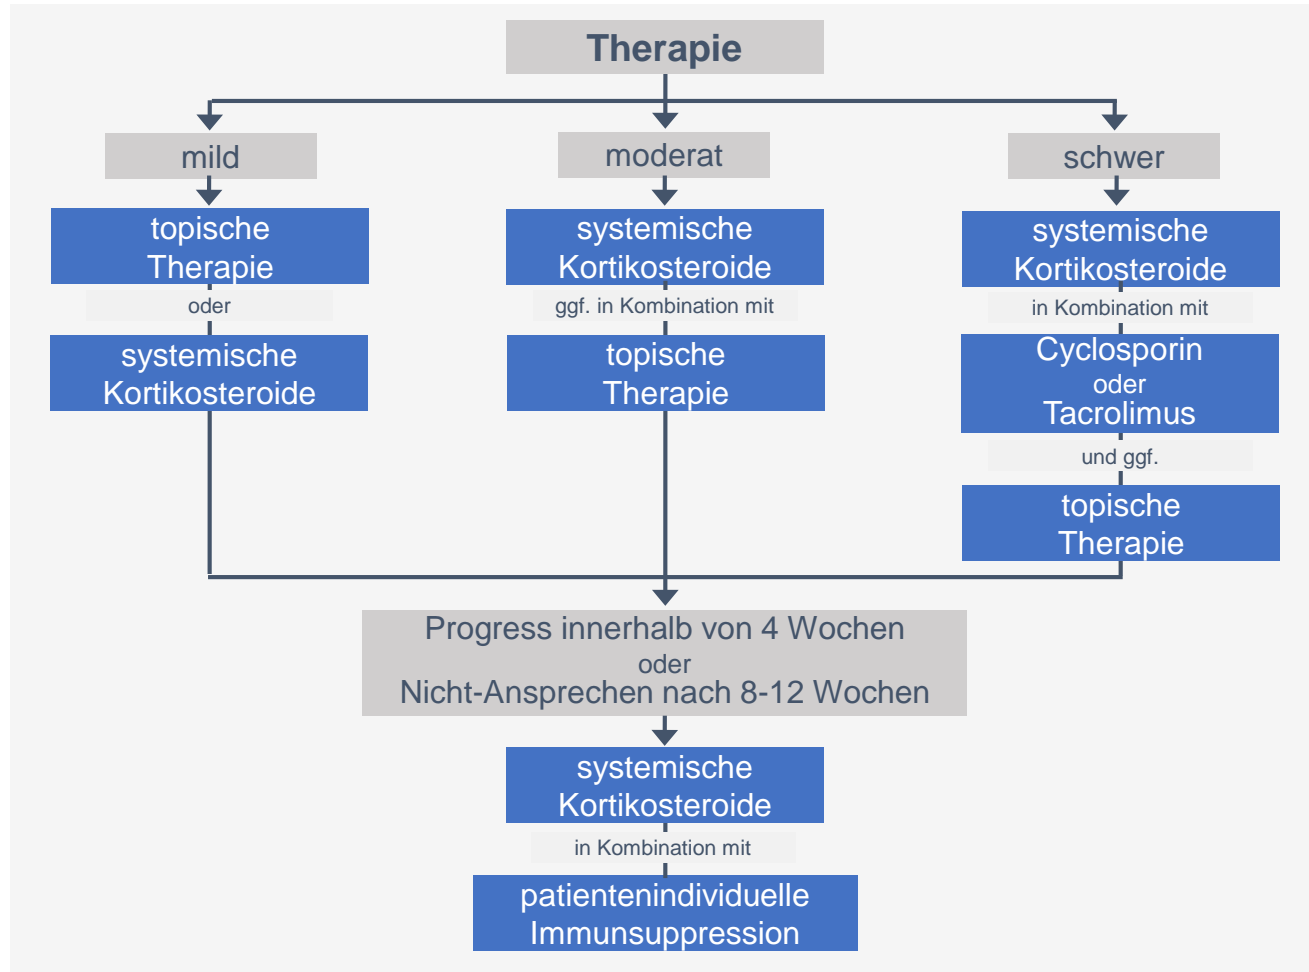 Therapie
mild
topische
Therapie
oder
systemische
Kortikosteroide
moderat
systemische
Kortikosteroide
ggf. in Kombination mit
topische
Therapie
schwer
systemische
Kortikosteroide
in Kombination mit
Cyclosporin
oder
Tacrolimus
und ggf.
topische
Therapie
Progress innerhalb von 4 Wochen
oder
Nicht-Ansprechen nach 8-12 Wochen
systemische
Kortikosteroide
in Kombination mit
patientenindividuelle
Immunsuppression